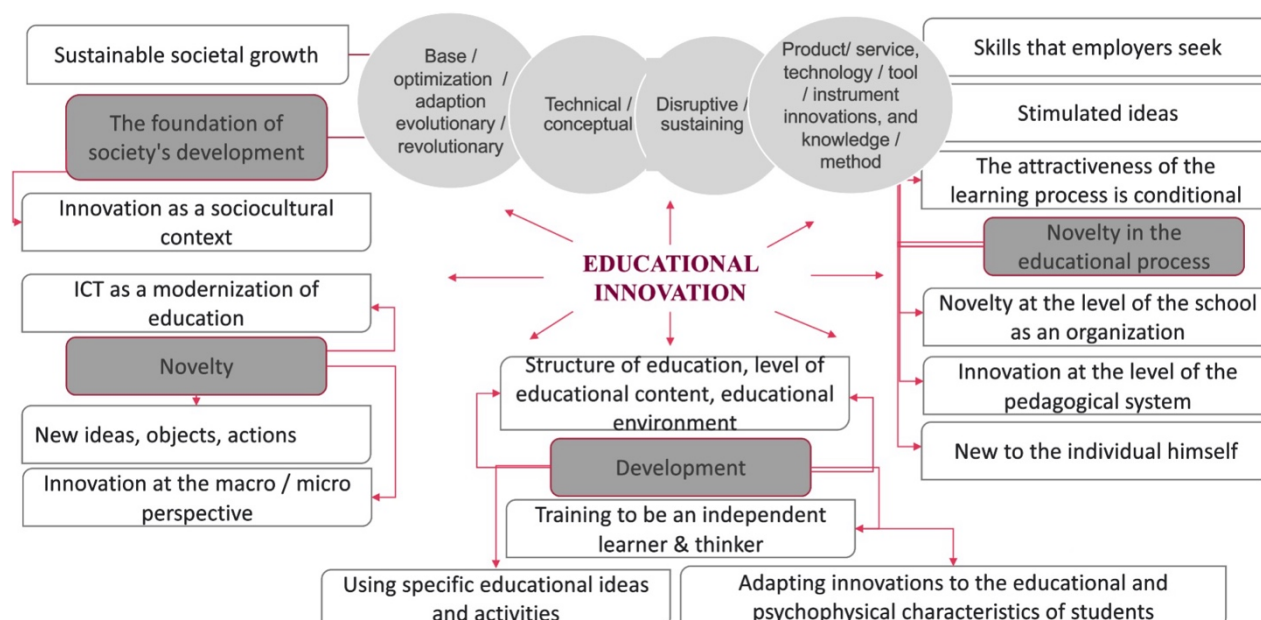 Sustainable societal growth
The foundation of
society's development
Innovation as a sociocultural
context
ICT as a modernization of
education
Novelty
New ideas, objects, actions
Innovation at the macro / micro
perspective
Base /
optimization /
adaption
evolutionary /
revolutionary
Technical /
conceptual
Disruptive /
sustaining
Product/ service,
technology / tool
/ instrument
innovations, and
knowledge /
method
EDUCATIONAL
INNOVATION
Structure of education, level of
educational content, educational
environment
Development
Training to be an independent
learner & thinker
Using specific educational ideas
and activities
Adapting innovations to the educational and
psychophysical characteristics of students
Skills that employers seek
Stimulated ideas
The attractiveness of the
learning process is conditional
Novelty in the
educational process
Novelty at the level of the school
as an organization
Innovation at the level of the
pedagogical system
New to the individual himself